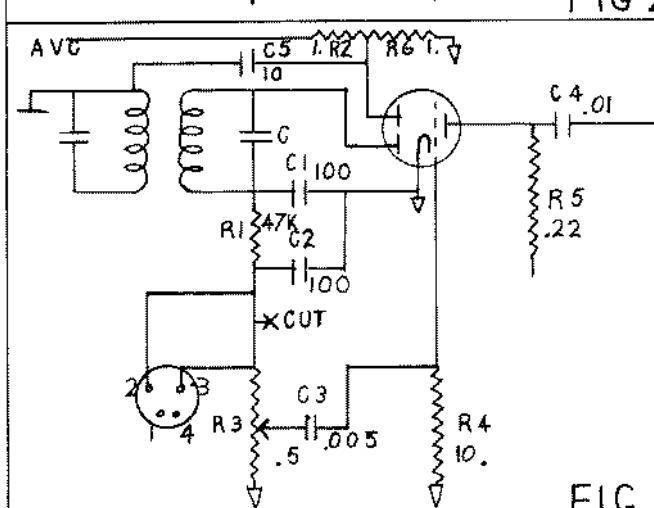 FIG 2
AVC
1. R2 R6 1.
C5
10
C
C4 .01
C1 100
R5
.22
R1 47K
C2
100
CUT
2 3
1 4
R3
.5
C3
.005
R4
10.
FIG